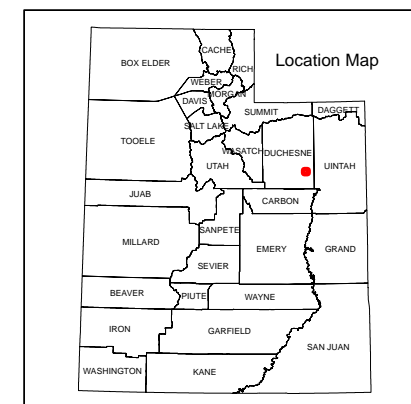 Location Map
CACHE
BOX ELDER
RICH
WEBER
MORGAN
DAVIS
SUMMIT
DAGGETT
SALT LAKE
TOOELE
WASATCH
DUCHESNE
UTAH
UINTAH
JUAB
CARBON
SANPETE
MILLARD
EMERY
GRAND
SEVIER
BEAVER
PIUTE
WAYNE
IRON
GARFIELD
SAN JUAN
WASHINGTON
KANE